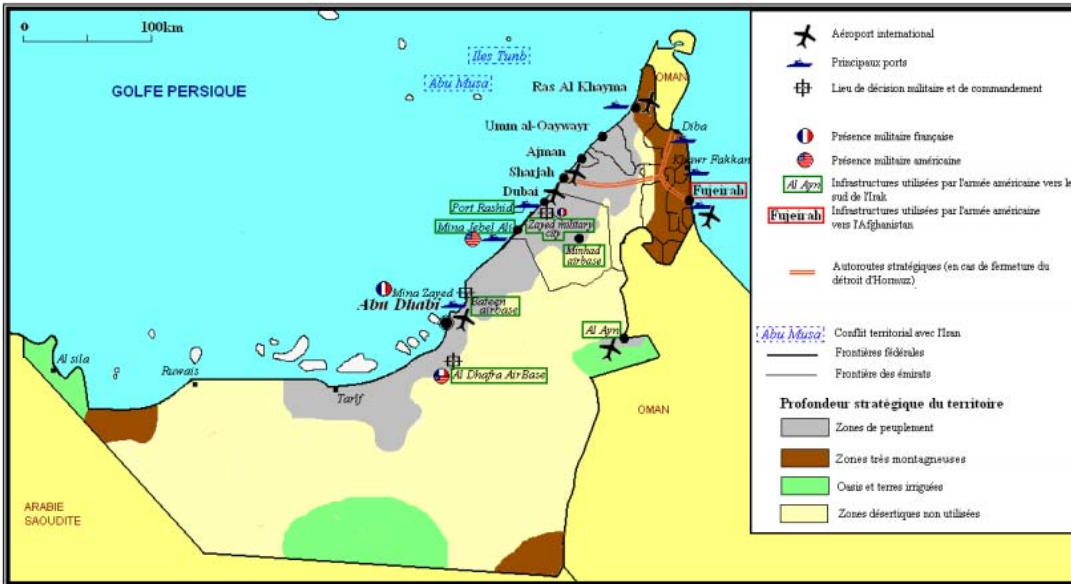 0 100km
GOLFE PERSIQUE
Iles Tunb
Abu Musa
OMAN
Ras Al Khayma
Umm al-Qaywayr
Diba
Ajman
Khawr Fakkan
Sharjah
Dubai
Fujeirah
Port Rashid
Mina Jebel Ali
Zayed military
city
Minhad
airbase
Mina Zayed
Abu Dhabi
Bateen
airbase
Al Ayn
Al sila
Ruwais
Tarif
Al Dhafra AirBase
OMAN
ARABIE
SAOUDITE
Aéroport international
Principaux ports
Lieu de décision militaire et de commandement
Présence militaire française
Présence militaire américaine
Al Ayn Infrastructures utilisées par l'armée américaine vers le
sud de l'Irak
Fujeirah Infrastructures utilisées par l'armée américaine
vers l'Afghanistan
Autoroutes stratégiques (en cas de fermeture du
détroit d'Hormuz)
Abu Musa Conflit territorial avec l'Iran
Frontières fédérales
Frontière des émirats
Profondeur stratégique du territoire
Zones de peuplement
Zones très montagneuses
Oasis et terres irriguées
Zones désertiques non utilisées